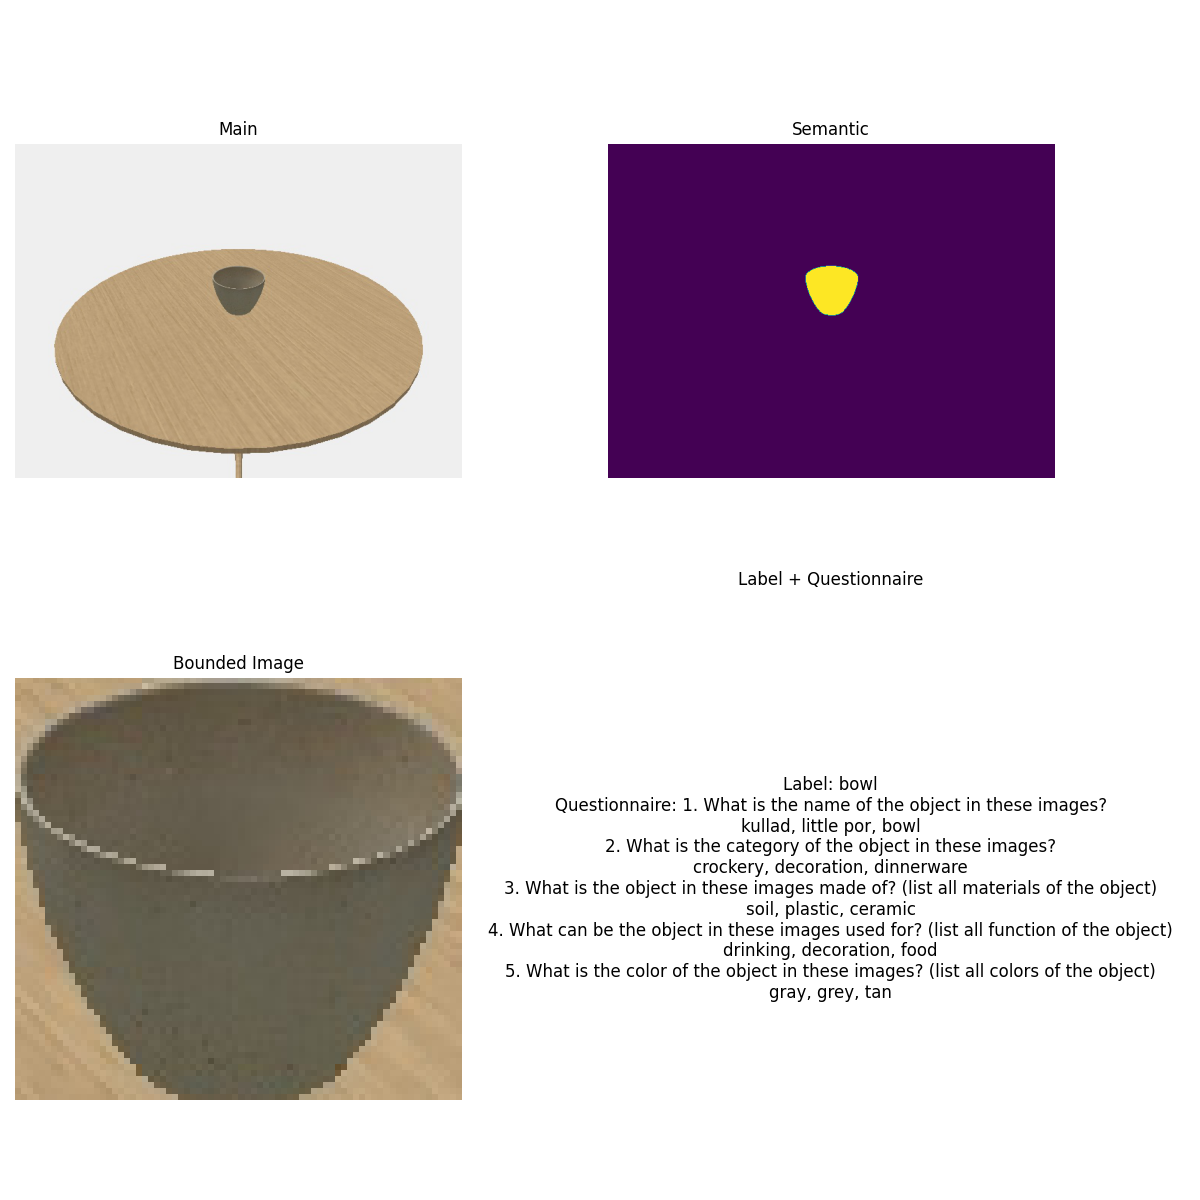 Main
Semantic
Label + Questionnaire
Bounded Image
Label: bowl
Questionnaire: 1. What is the name of the object in these images?
kullad, little por, bowl
2. What is the category of the object in these images?
crockery, decoration, dinnerware
3. What is the object in these images made of? (list all materials of the object)
soil, plastic, ceramic
4. What can be the object in these images used for? (list all function of the object)
drinking, decoration, food
5. What is the color of the object in these images? (list all colors of the object)
gray, grey, tan